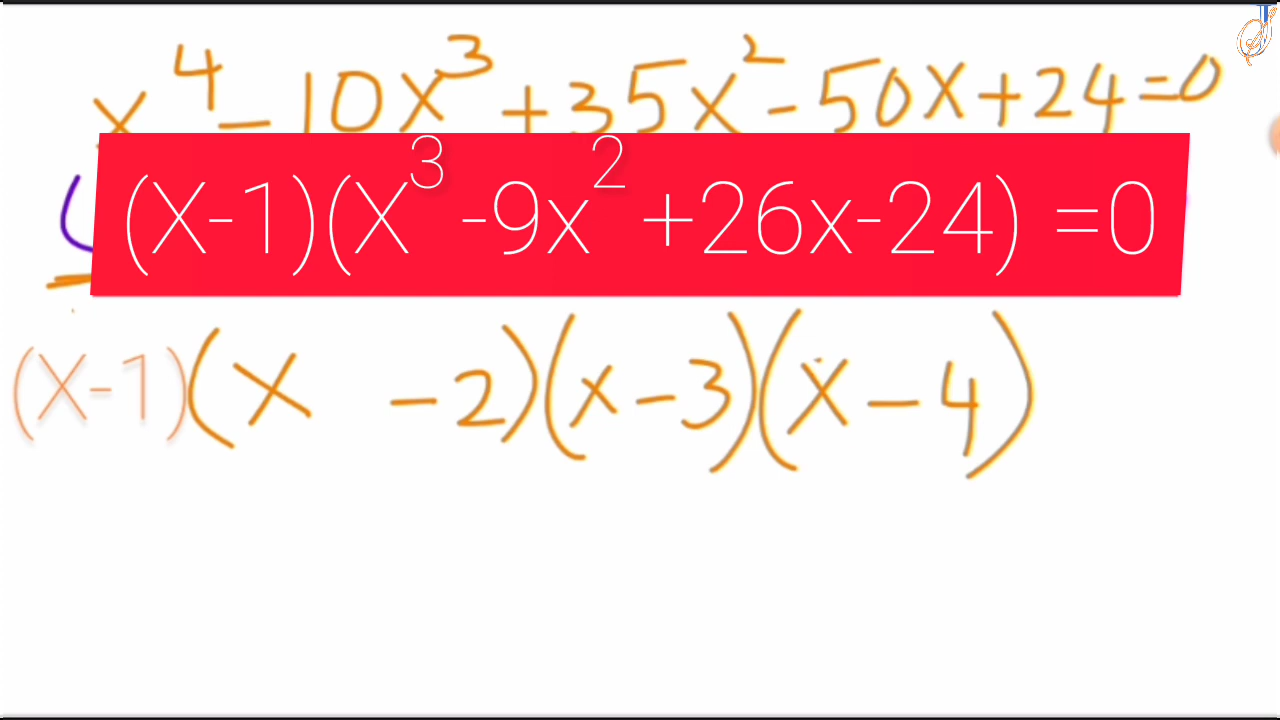 x⁴-10x³+35x²-50x+24=0
(X-1)(X³-9x²+26x-24) =0
(X-1)(x -2)(x-3)(x-4)